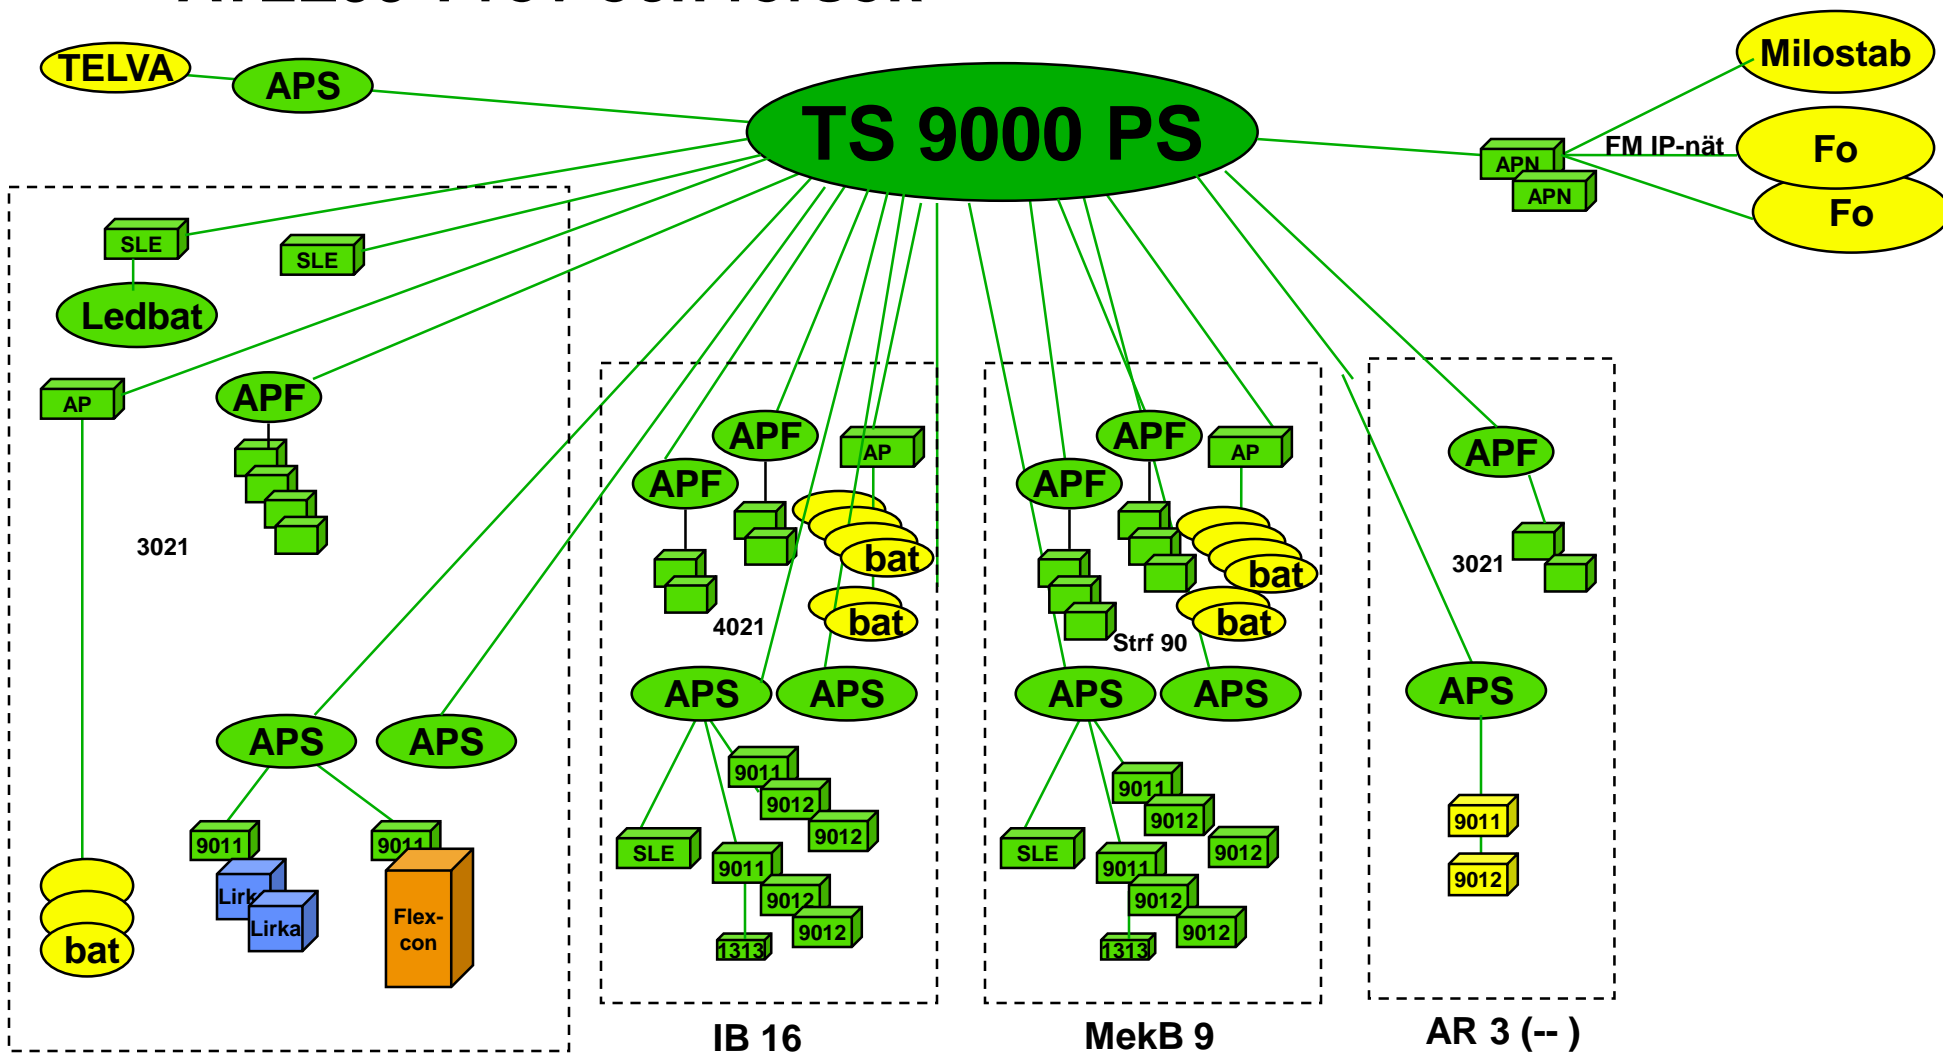 TELVA
APS
TS 9000 PS
Milostab
FM IP-nät
Fo
Fo
APN
APN
SLE
SLE
Ledbat
AP
APF
3021
APS
APS
9011
9011
Lirka
Flex-
con
bat
APF
APF
AP
bat
bat
4021
APS
APS
9011
9012
9012
SLE
9011
9012
9012
1313
IB 16
APF
APF
AP
bat
bat
Strf 90
APS
APS
9011
9012
9012
SLE
9011
9012
9012
1313
MekB 9
APF
3021
APS
9011
9012
AR 3 (-- )